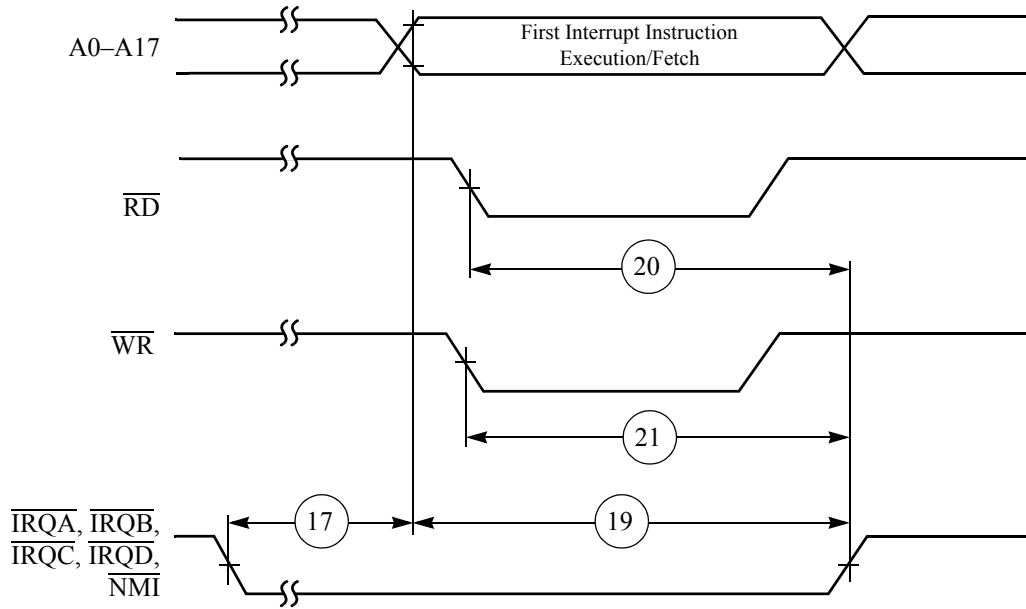 A0–A17
First Interrupt Instruction
Execution/Fetch
RD
20
WR
21
IRQA, IRQB,
IRQC, IRQD,
NMI
17
19